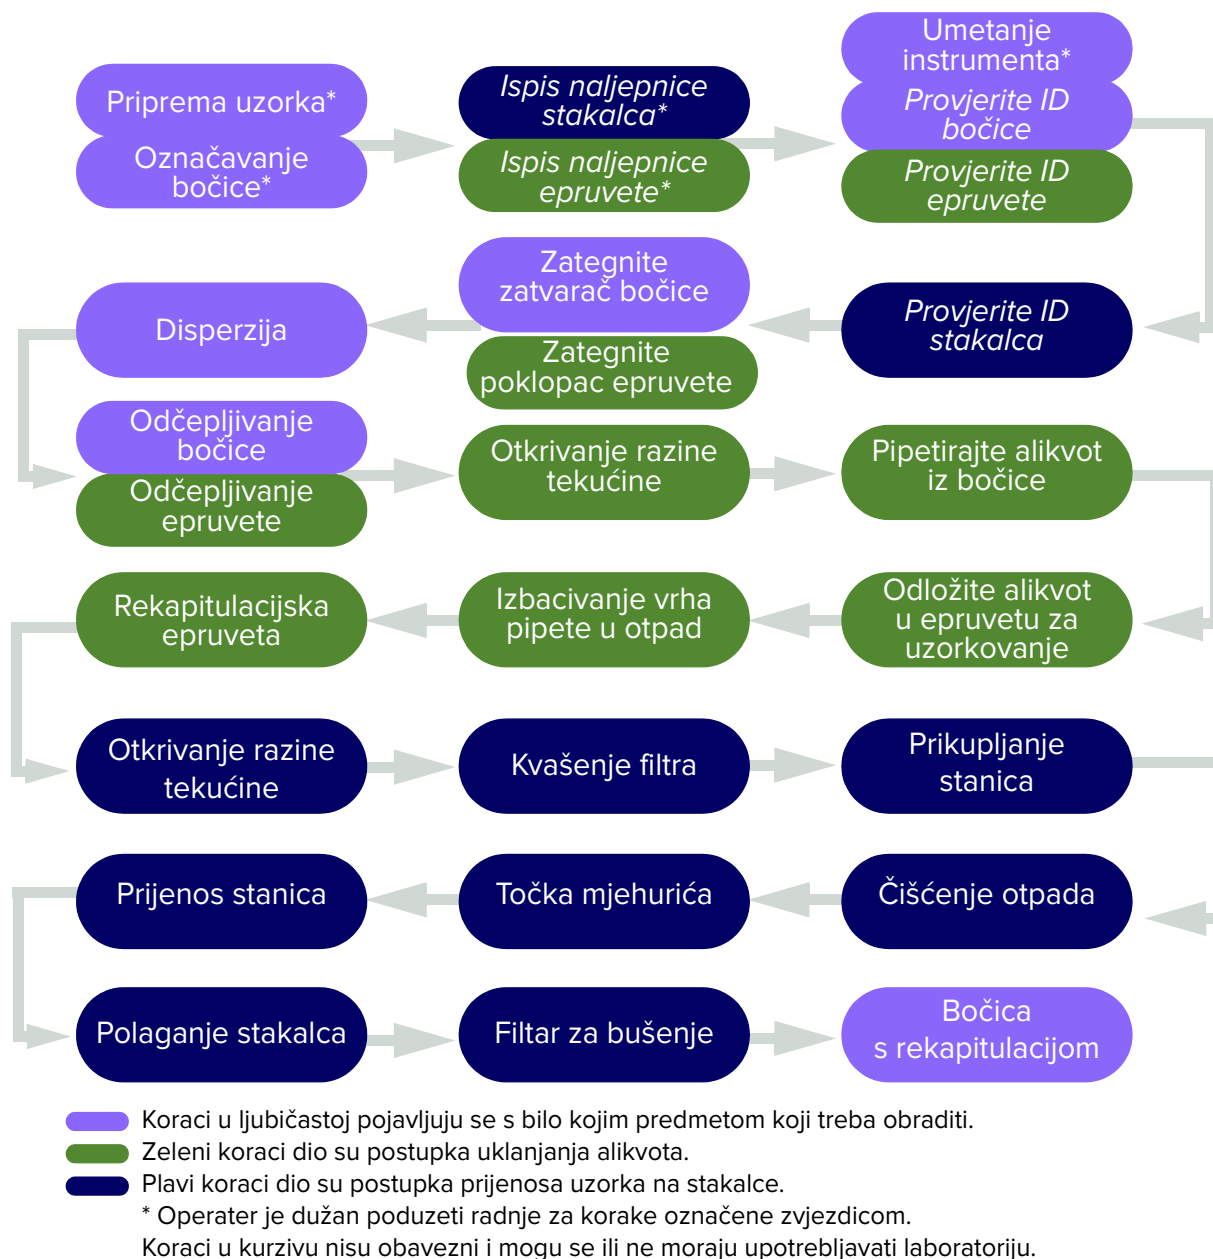 Priprema uzorka*
Označavanje
bočice*
Ispis naljepnice
stakalca*
Ispis naljepnice
epruvete*
Umetanje
instrumenta*
Provjerite ID
bočice
Provjerite ID
epruvete
Provjerite ID
stakalca
Zategnite
zatvarač bočice
Zategnite
poklopac epruvete
Disperzija
Odčepljivanje
bočice
Odčepljivanje
epruvete
Otkrivanje razine
tekućine
Pipetirajte alikvot
iz bočice
Odložite alikvot
u epruvetu za
uzorkovanje
Izbacivanje vrha
pipete u otpad
Rekapitulacijska
epruveta
Otkrivanje razine
tekućine
Kvašenje filtra
Prikupljanje
stanica
Čišćenje otpada
Točka mjehurića
Prijenos stanica
Polaganje stakalca
Filtar za bušenje
Bočica
s rekapitulacijom
Koraci u ljubičastoj pojavljuju se s bilo kojim predmetom koji treba obraditi.
Zeleni koraci dio su postupka uklanjanja alikvota.
Plavi koraci dio su postupka prijenosa uzorka na stakalce.
* Operater je dužan poduzeti radnje za korake označene zvjezdicom.
Koraci u kurzivu nisu obavezni i mogu se ili ne moraju upotrebljavati laboratoriju.